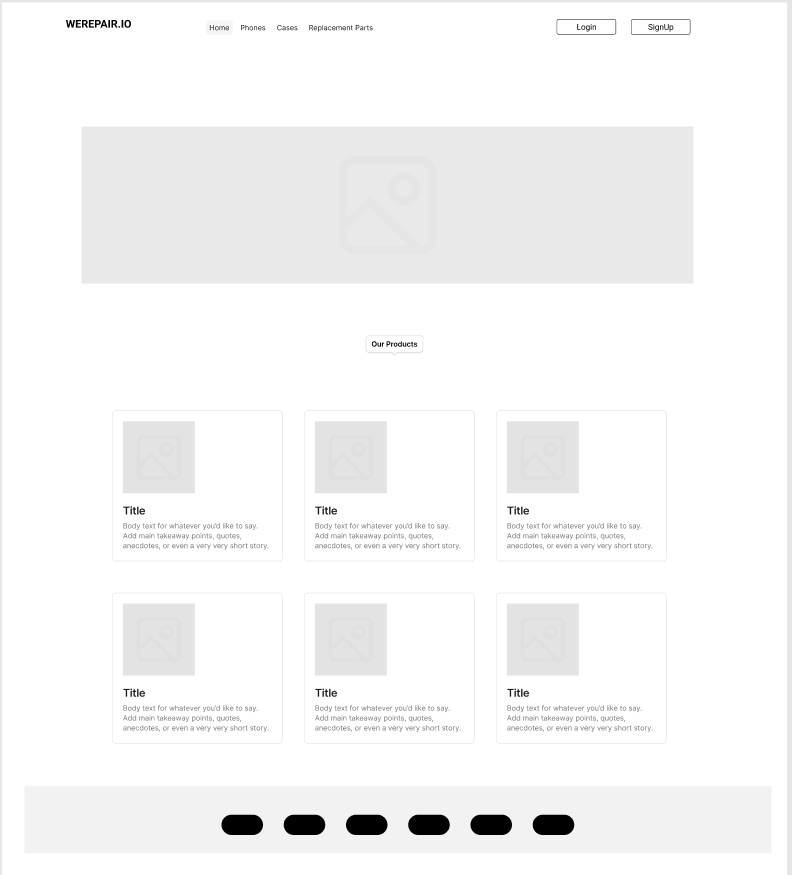 WEREPAIR.IO
Home Phones Cases Replacement Parts
Login SignUp
Our Products
Title
Body text for whatever you'd like to say.
Add main takeaway points, quotes,
anecdotes, or even a very very short story.
Title
Body text for whatever you'd like to say.
Add main takeaway points, quotes,
anecdotes, or even a very very short story.
Title
Body text for whatever you'd like to say.
Add main takeaway points, quotes,
anecdotes, or even a very very short story.
Title
Body text for whatever you'd like to say.
Add main takeaway points, quotes,
anecdotes, or even a very very short story.
Title
Body text for whatever you'd like to say.
Add main takeaway points, quotes,
anecdotes, or even a very very short story.
Title
Body text for whatever you'd like to say.
Add main takeaway points, quotes,
anecdotes, or even a very very short story.